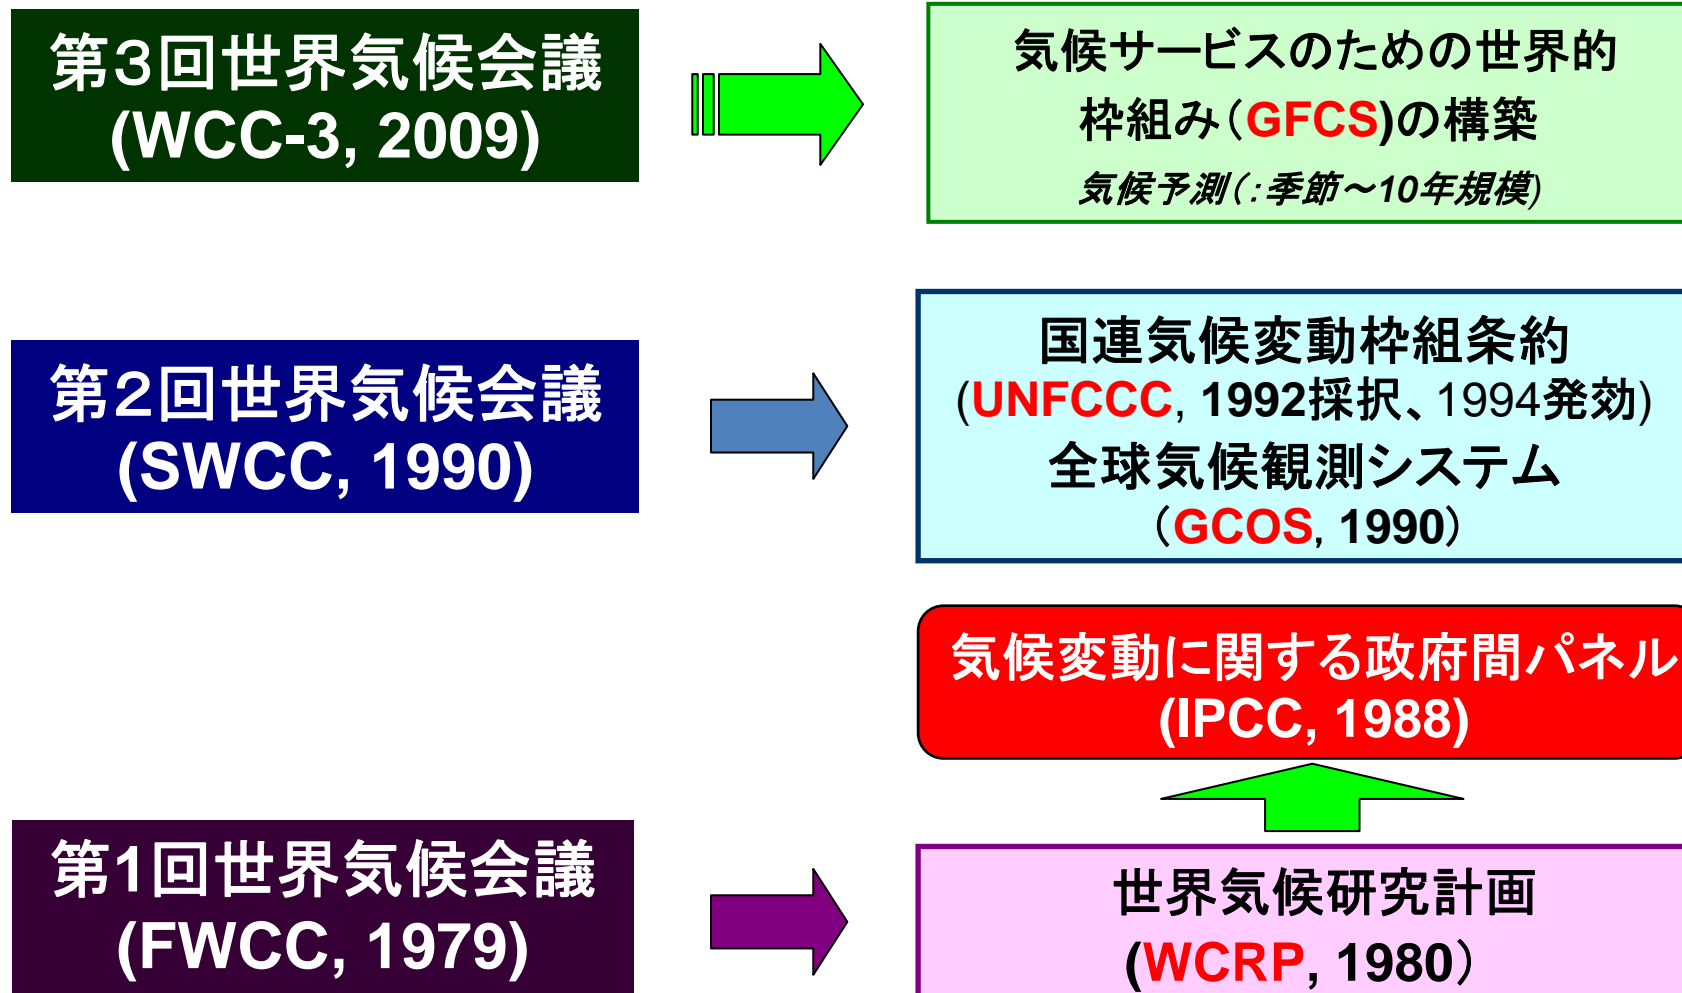 第３回世界気候会議
(WCC-3, 2009)
気候サービスのための世界的
枠組み（GFCS)の構築
気候予測（：季節～10年規模)
第２回世界気候会議
(SWCC, 1990)
国連気候変動枠組条約
(UNFCCC, 1992採択、1994発効)
全球気候観測システム
（GCOS, 1990）
気候変動に関する政府間パネル
(IPCC, 1988)
第1回世界気候会議
(FWCC, 1979)
世界気候研究計画
(WCRP, 1980）